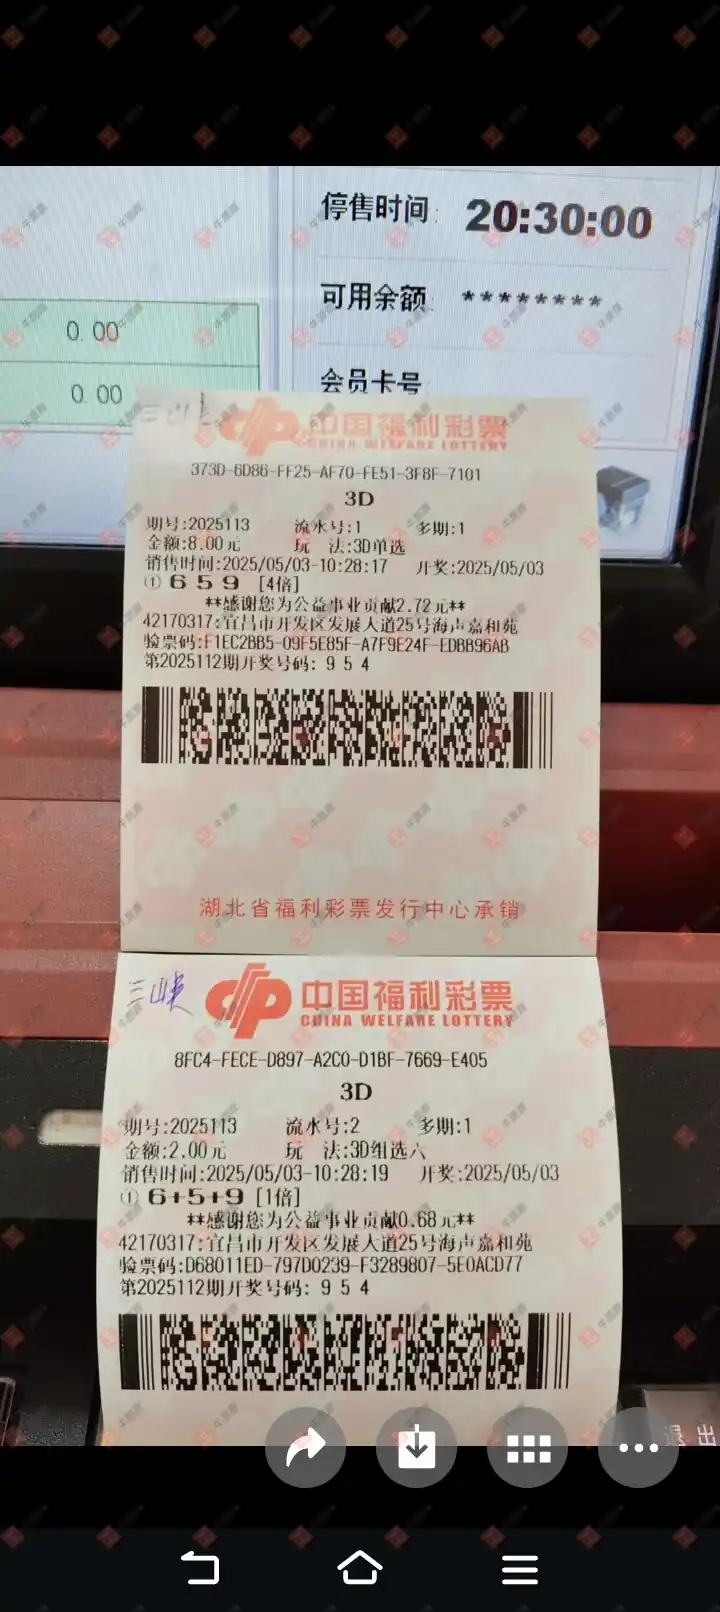 停售时间: 20:30:00
可用余额: ********
会员卡号
0.00
0.00
三峡
中国福利彩票
CHINA WELFARE LOTTERY
373D-6D86-FF25-AF70-FE51-3F8F-7101
3D
期号:2025113 流水号:1 多期:1
金额:8.00元 玩 法:3D单选
销售时间:2025/05/03-10:28:17 开奖:2025/05/03
① 6 5 9 [4倍]
**感谢您为公益事业贡献2.72元**
42170317:宜昌市开发区发展大道25号海声嘉和苑
验票码:F1EC2BB5-09F5E85F-A7F9E24F-EDBB96AB
第2025112期开奖号码: 9 5 4
湖北省福利彩票发行中心承销
三峡
中国福利彩票
CHINA WELFARE LOTTERY
8FC4-FECE-D897-A2C0-D1BF-7669-E405
3D
期号:2025113 流水号:2 多期:1
金额:2.00元 玩 法:3D组选六
销售时间:2025/05/03-10:28:19 开奖:2025/05/03
① 6+5+9 [1倍]
**感谢您为公益事业贡献0.68元**
42170317:宜昌市开发区发展大道25号海声嘉和苑
验票码:D68011ED-797D0239-F3289807-5E0ACD77
第2025112期开奖号码: 9 5 4
退 出